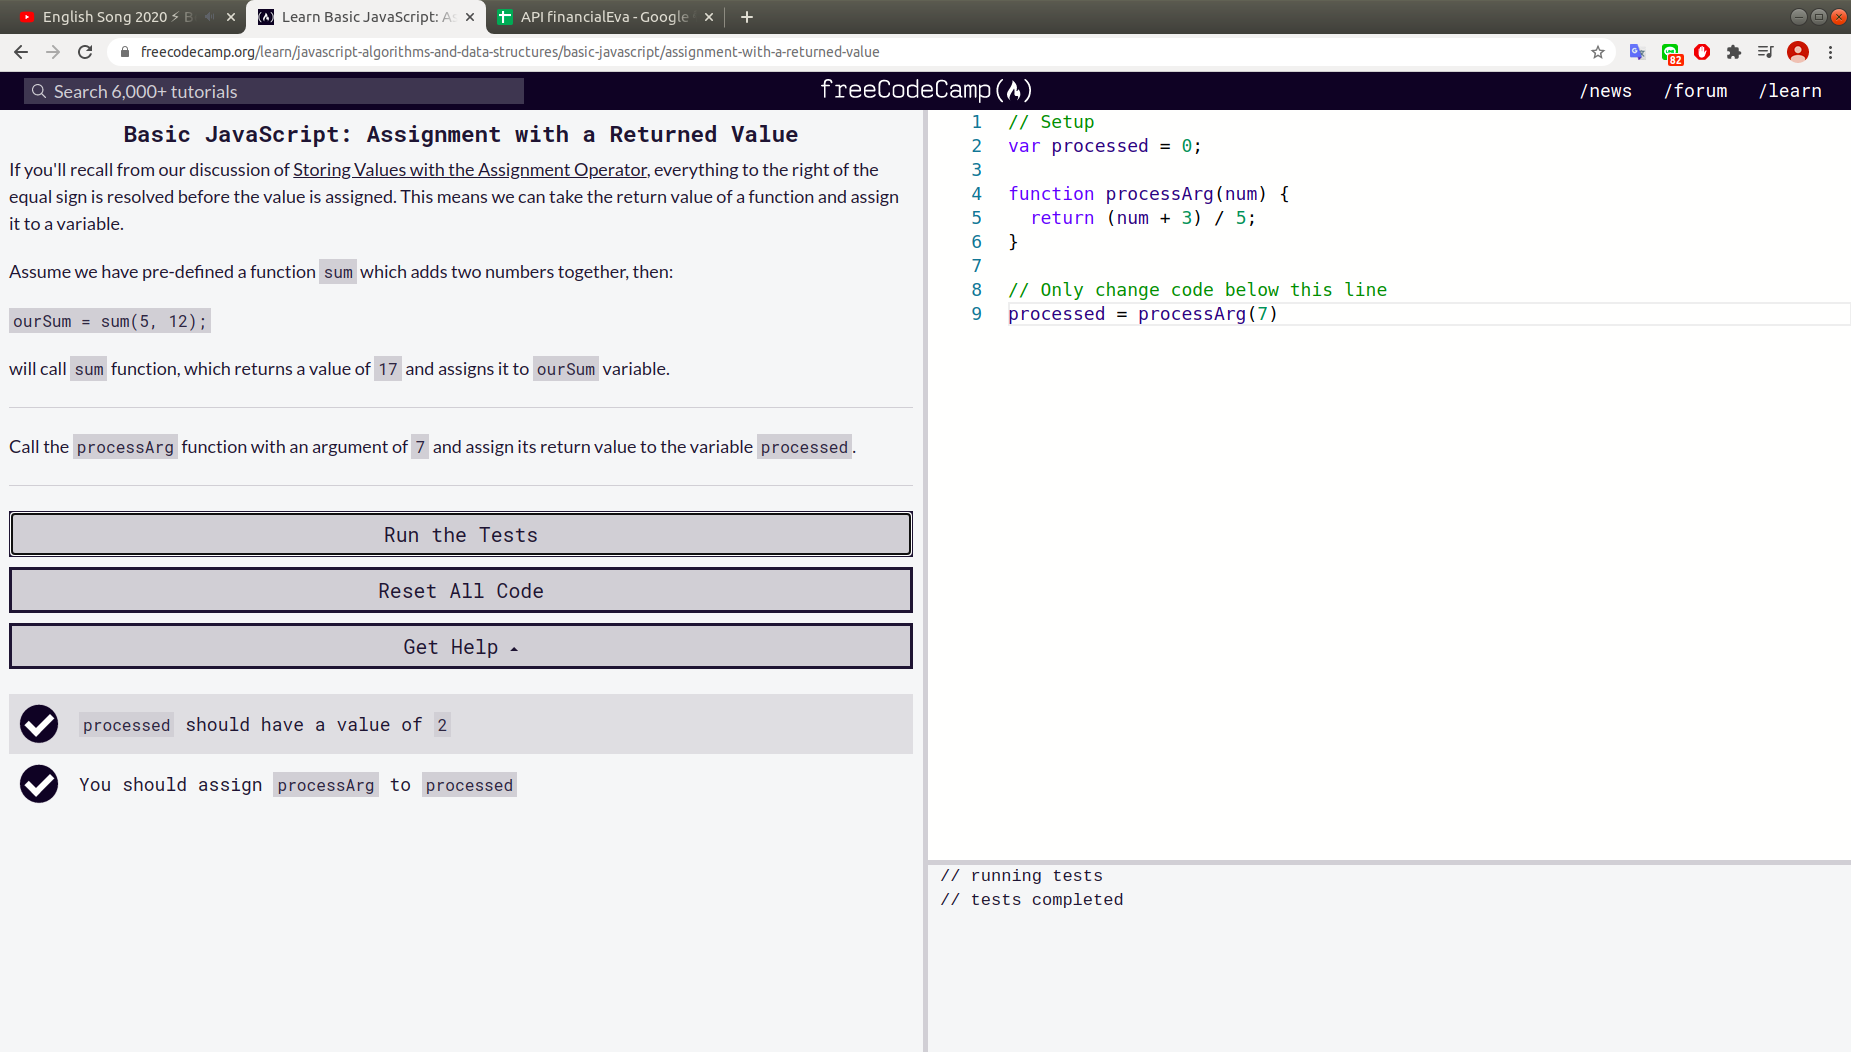 English Song 2020 ⚡ B
Learn Basic JavaScript: As
API financialEva - Google
freecodecamp.org/learn/javascript-algorithms-and-data-structures/basic-javascript/assignment-with-a-returned-value
82
Search 6,000+ tutorials
freeCodeCamp
/news /forum /learn
Basic JavaScript: Assignment with a Returned Value
If you'll recall from our discussion of Storing Values with the Assignment Operator, everything to the right of the
equal sign is resolved before the value is assigned. This means we can take the return value of a function and assign
it to a variable.
Assume we have pre-defined a function sum which adds two numbers together, then:
ourSum = sum(5, 12);
will call sum function, which returns a value of 17 and assigns it to ourSum variable.
Call the processArg function with an argument of 7 and assign its return value to the variable processed.
Run the Tests
Reset All Code
Get Help
processed should have a value of 2
You should assign processArg to processed
1 // Setup
2 var processed = 0;
3
4 function processArg(num) {
5 return (num + 3) / 5;
6 }
7
8 // Only change code below this line
9 processed = processArg(7)
// running tests
// tests completed